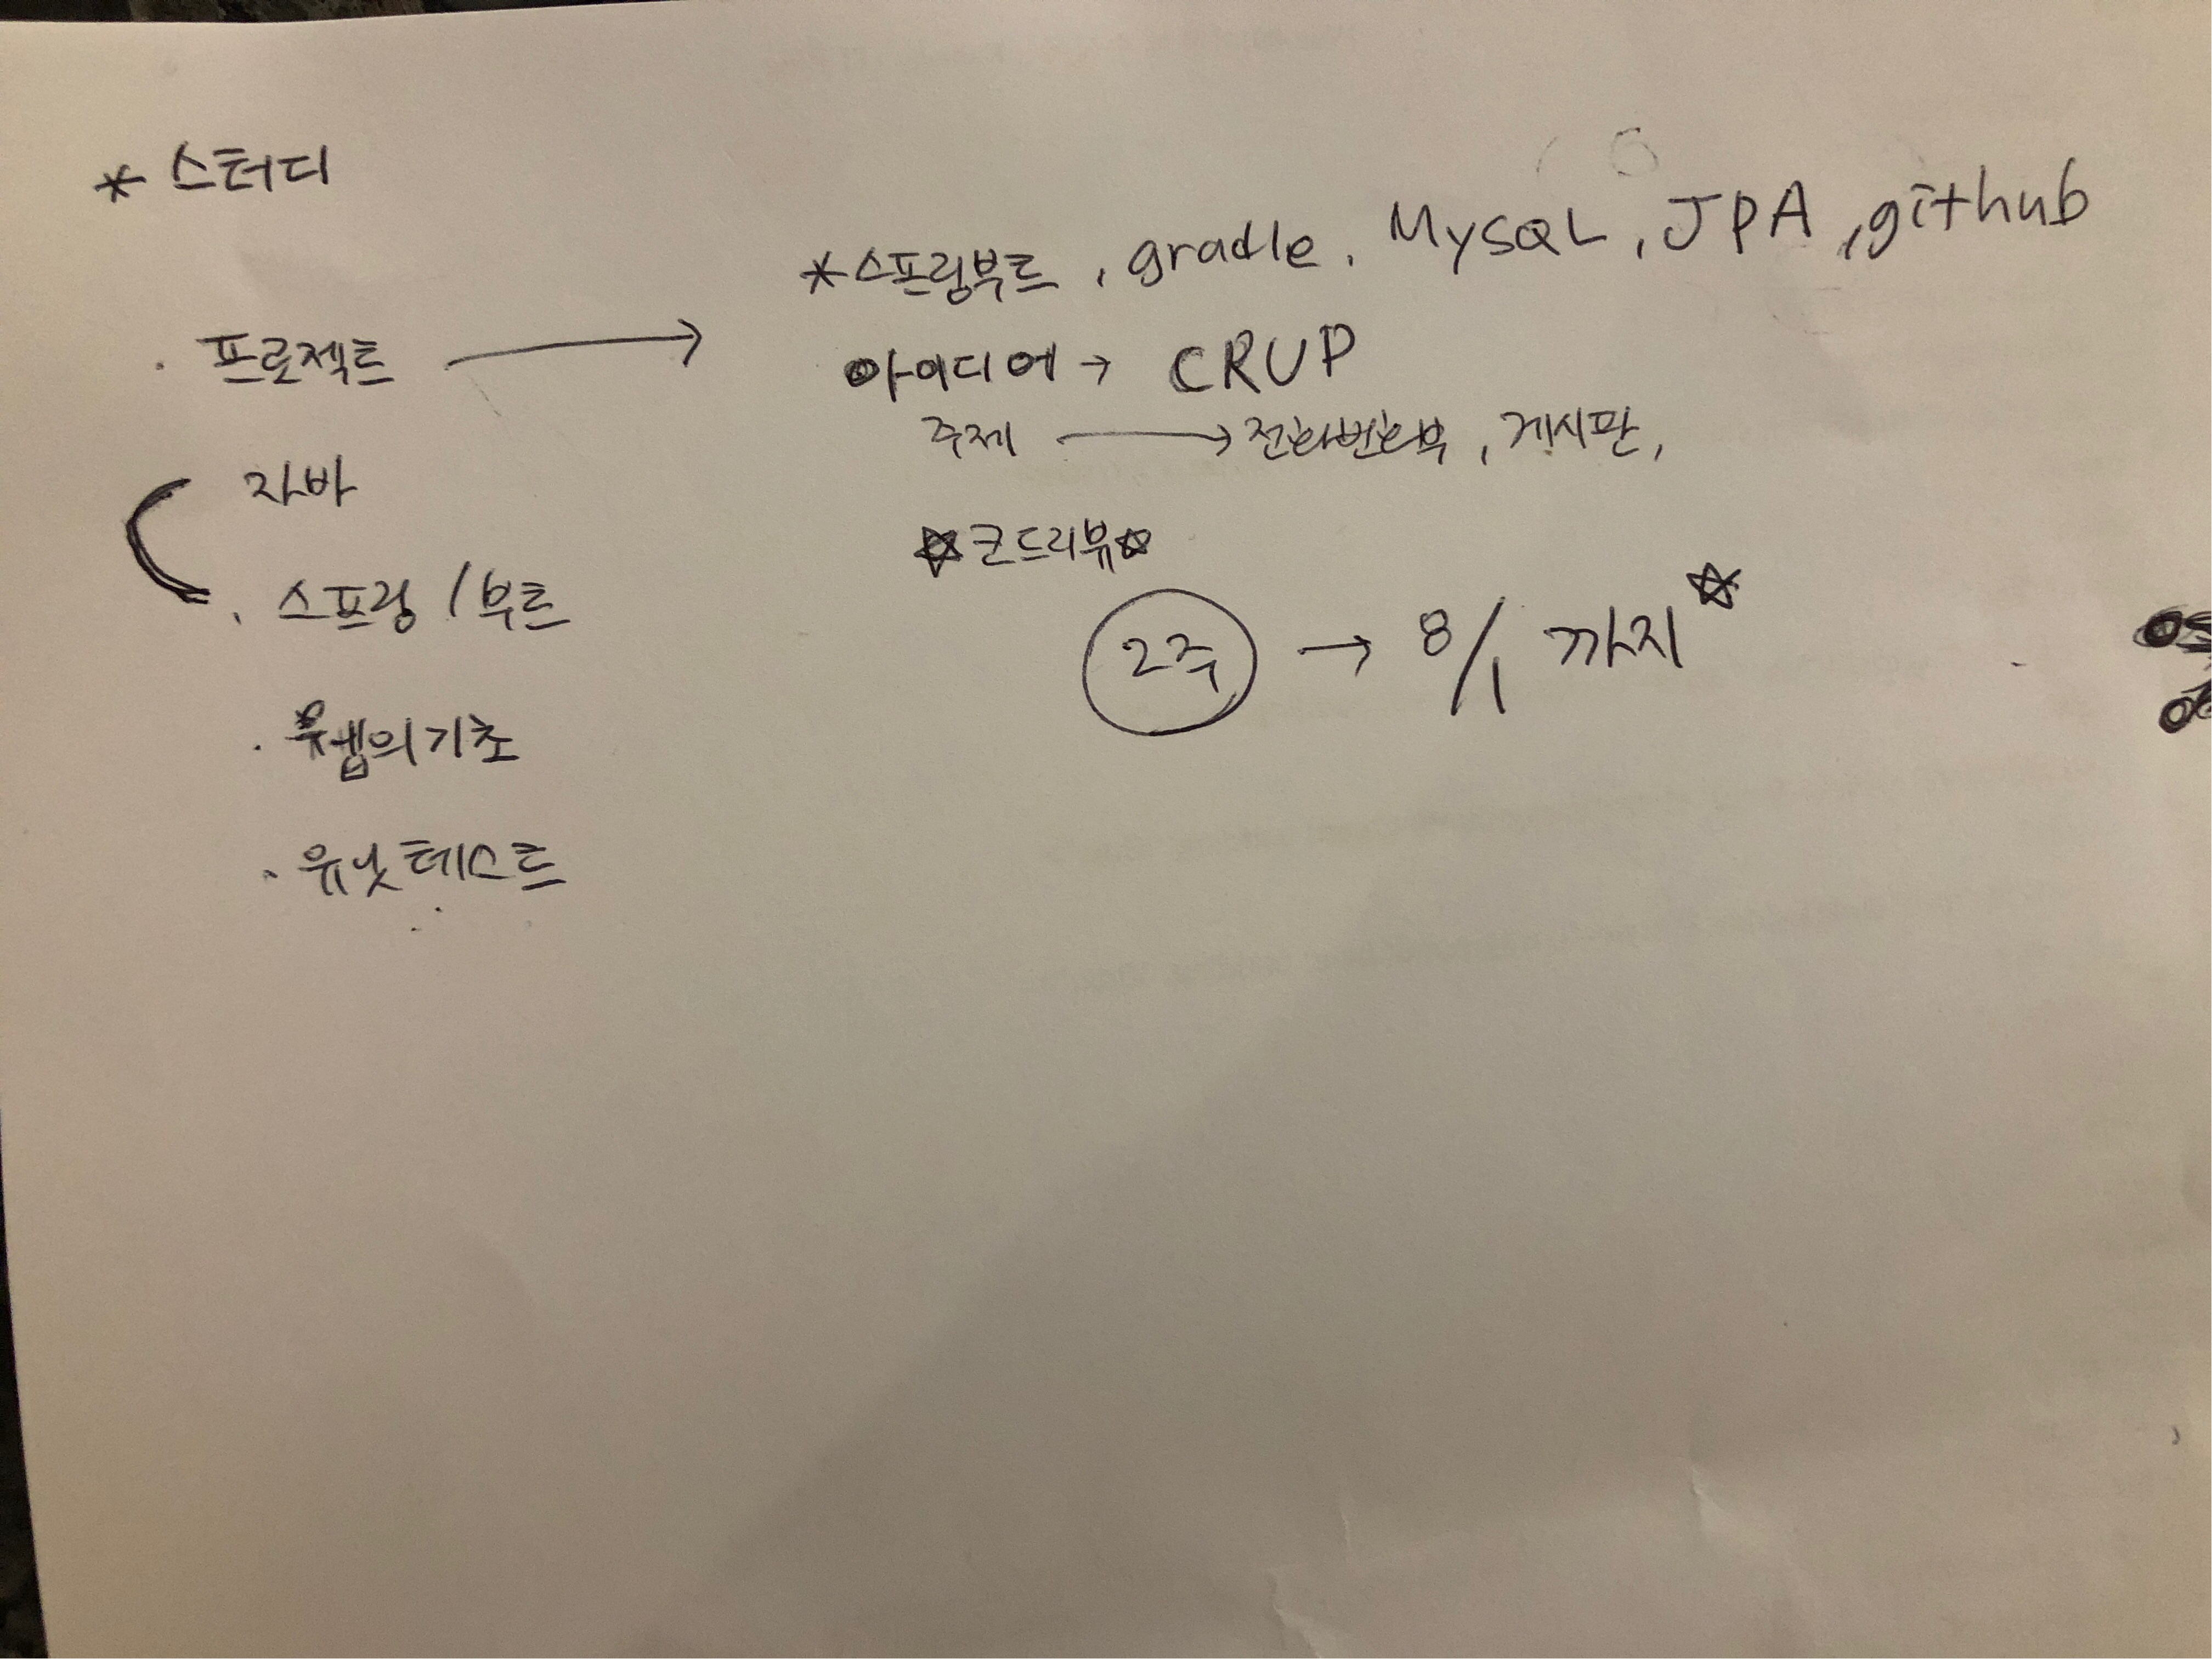 * 스터디
· 프로젝트 →
자바
· 스프링 / 부트
· 웹의 기초
· 유닛테스트
* 스프링부트, gradle, MySQL, JPA, github
아이디어 → CRUP
주제 → 전화번호부, 게시판,
☆코드리뷰☆
2주 → 8/1 까지☆